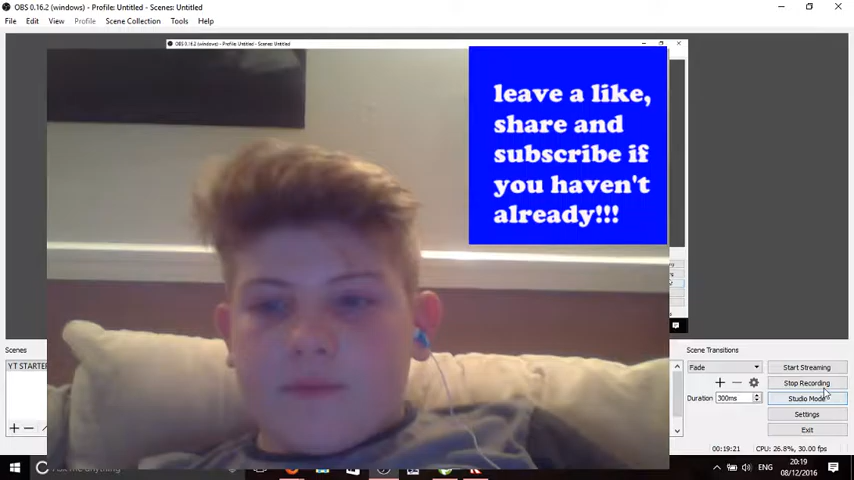 OBS 0.16.2 (windows) - Profile: Untitled - Scenes: Untitled
File Edit View Profile Scene Collection Tools Help
OBS 0.16.2 (windows) - Profile: Untitled - Scenes: Untitled
leave a like,
share and
subscribe if
you haven't
already!!!
Scenes
YT STARTE
Scene Transitions
Fade
Duration 300ms
Start Streaming
Stop Recording
Studio Mode
Settings
Exit
00:19:21 CPU: 26.8%, 30.00 fps
ENG
20:19
08/12/2016